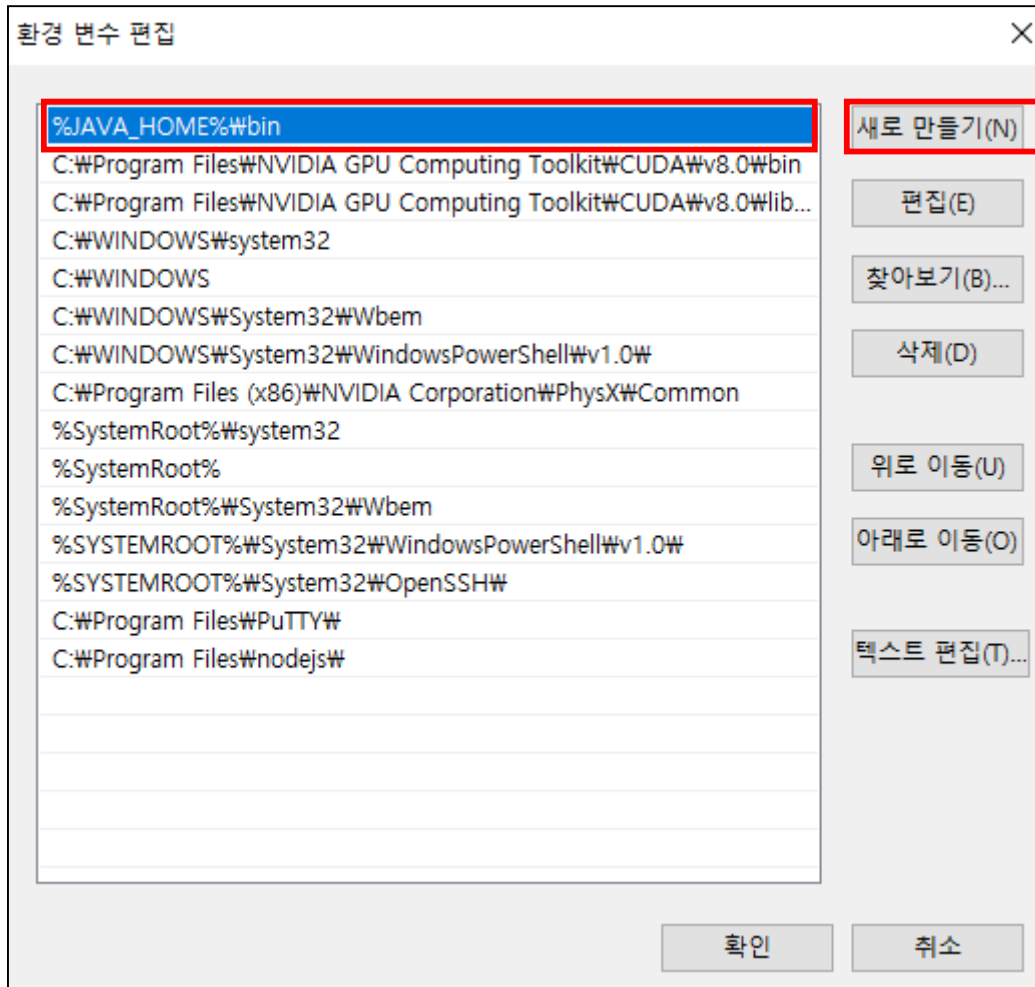 환경 변수 편집
%JAVA_HOME%₩bin
새로 만들기(N)
C:₩Program Files₩NVIDIA GPU Computing Toolkit₩CUDA₩v8.0₩bin
C:₩Program Files₩NVIDIA GPU Computing Toolkit₩CUDA₩v8.0₩lib...
편집(E)
C:₩WINDOWS₩system32
C:₩WINDOWS
찾아보기(B)...
C:₩WINDOWS₩System32₩Wbem
C:₩WINDOWS₩System32₩WindowsPowerShell₩v1.0₩
삭제(D)
C:₩Program Files (x86)₩NVIDIA Corporation₩PhysX₩Common
%SystemRoot%₩system32
%SystemRoot%
위로 이동(U)
%SystemRoot%₩System32₩Wbem
%SYSTEMROOT%₩System32₩WindowsPowerShell₩v1.0₩
아래로 이동(O)
%SYSTEMROOT%₩System32₩OpenSSH₩
C:₩Program Files₩PuTTY₩
C:₩Program Files₩nodejs₩
텍스트 편집(T)...
확인
취소